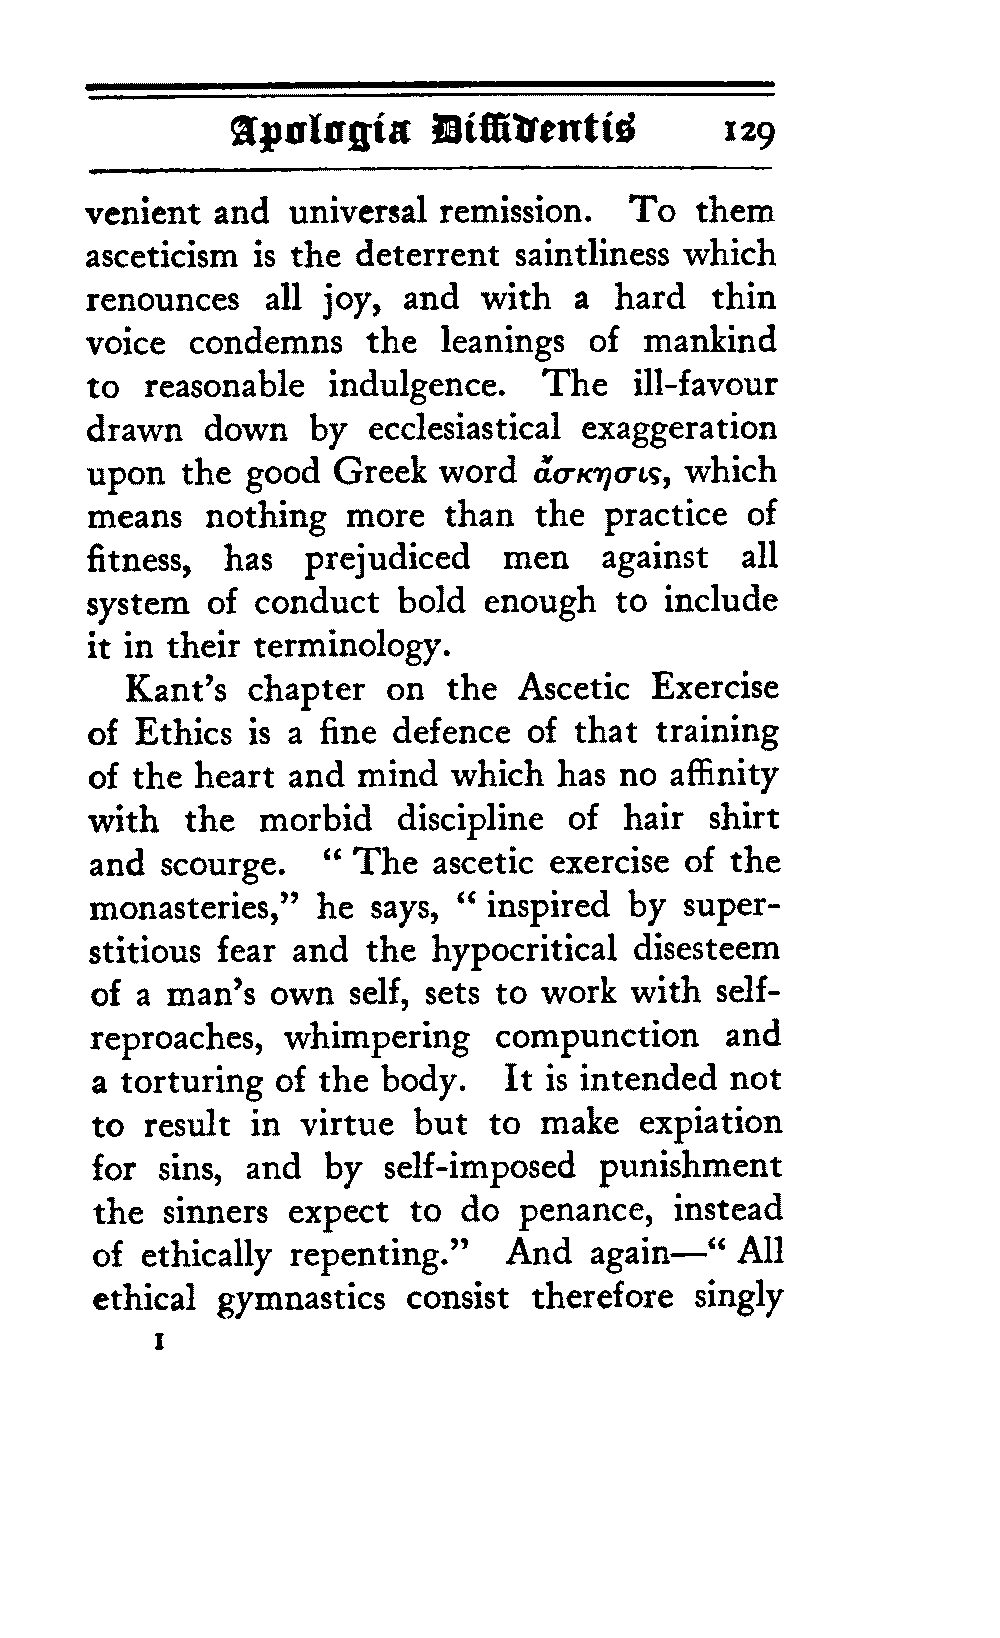 Apologia Diffidentis 129
venient and universal remission. To them
asceticism is the deterrent saintliness which
renounces all joy, and with a hard thin
voice condemns the leanings of mankind
to reasonable indulgence. The ill-favour
drawn down by ecclesiastical exaggeration
upon the good Greek word ἄσκησις, which
means nothing more than the practice of
fitness, has prejudiced men against all
system of conduct bold enough to include
it in their terminology.
Kant’s chapter on the Ascetic Exercise
of Ethics is a fine defence of that training
of the heart and mind which has no affinity
with the morbid discipline of hair shirt
and scourge. “ The ascetic exercise of the
monasteries,” he says, “ inspired by super-
stitious fear and the hypocritical disesteem
of a man’s own self, sets to work with self-
reproaches, whimpering compunction and
a torturing of the body. It is intended not
to result in virtue but to make expiation
for sins, and by self-imposed punishment
the sinners expect to do penance, instead
of ethically repenting.” And again—“ All
ethical gymnastics consist therefore singly
I